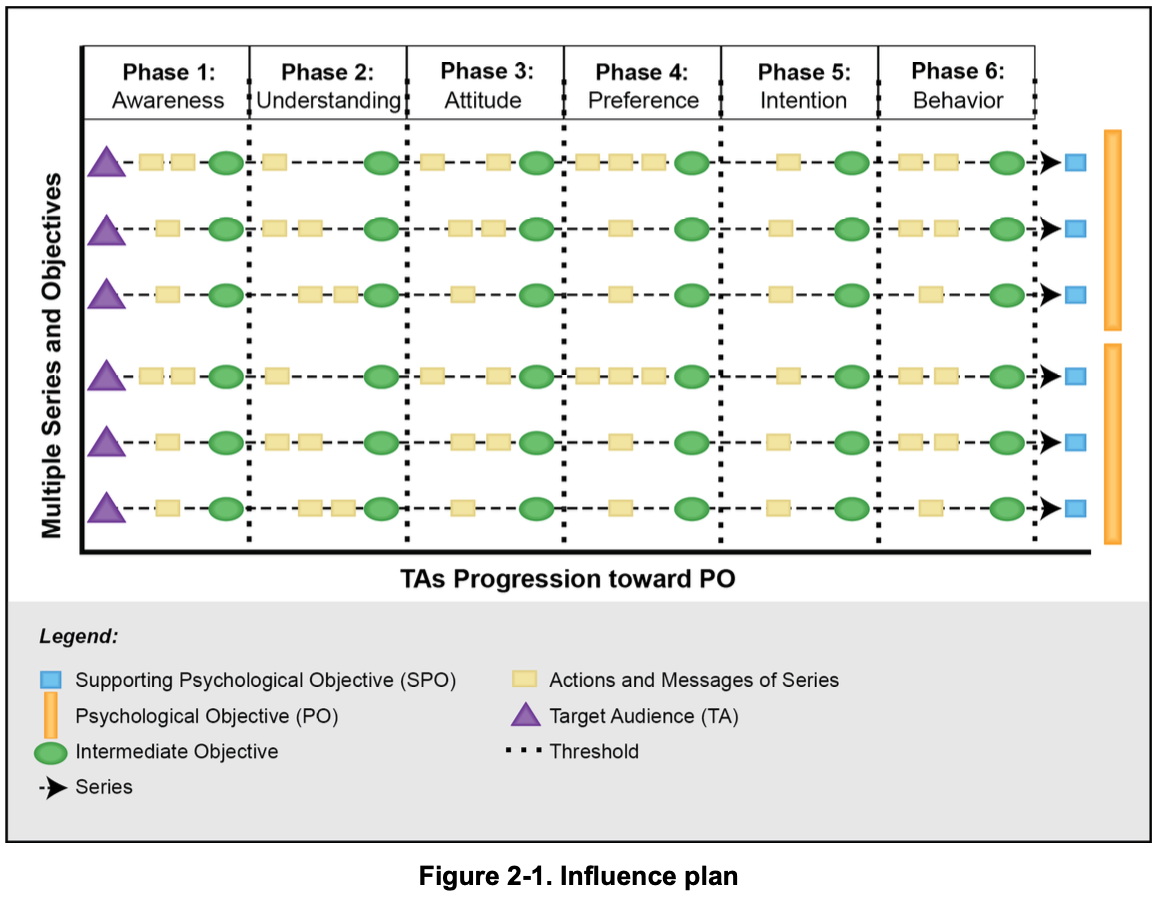 Phase 1:
Awareness
Phase 2:
Understanding
Phase 3:
Attitude
Phase 4:
Preference
Phase 5:
Intention
Phase 6:
Behavior
Multiple Series and Objectives
TAs Progression toward PO
Legend:
Supporting Psychological Objective (SPO)
Psychological Objective (PO)
Intermediate Objective
Series
Actions and Messages of Series
Target Audience (TA)
Threshold
Figure 2-1. Influence plan